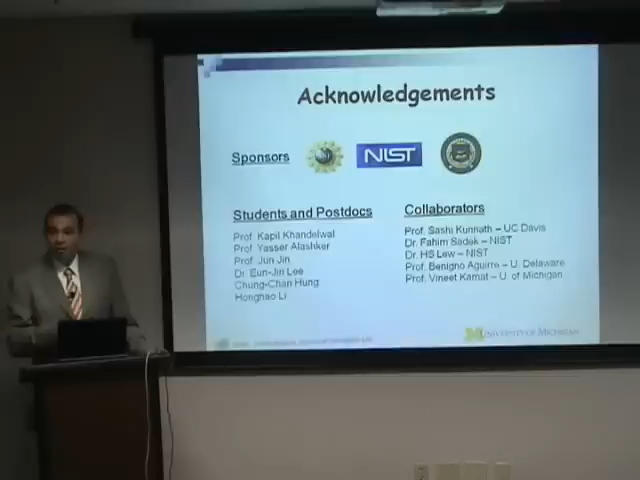 Acknowledgements
Sponsors
NIST
Students and Postdocs
Prof. Kapil Khandelwal
Prof. Yasser Alashker
Prof. Jun Jin
Dr. Eun-Jin Lee
Chung-Chan Hung
Honghao Li
Collaborators
Prof. Sashi Kunnath – UC Davis
Dr. Fahim Sadek – NIST
Dr. HS Lew – NIST
Prof. Benigno Aguirre – U. Delaware
Prof. Vineet Kamat – U. of Michigan
UNIVERSITY OF MICHIGAN